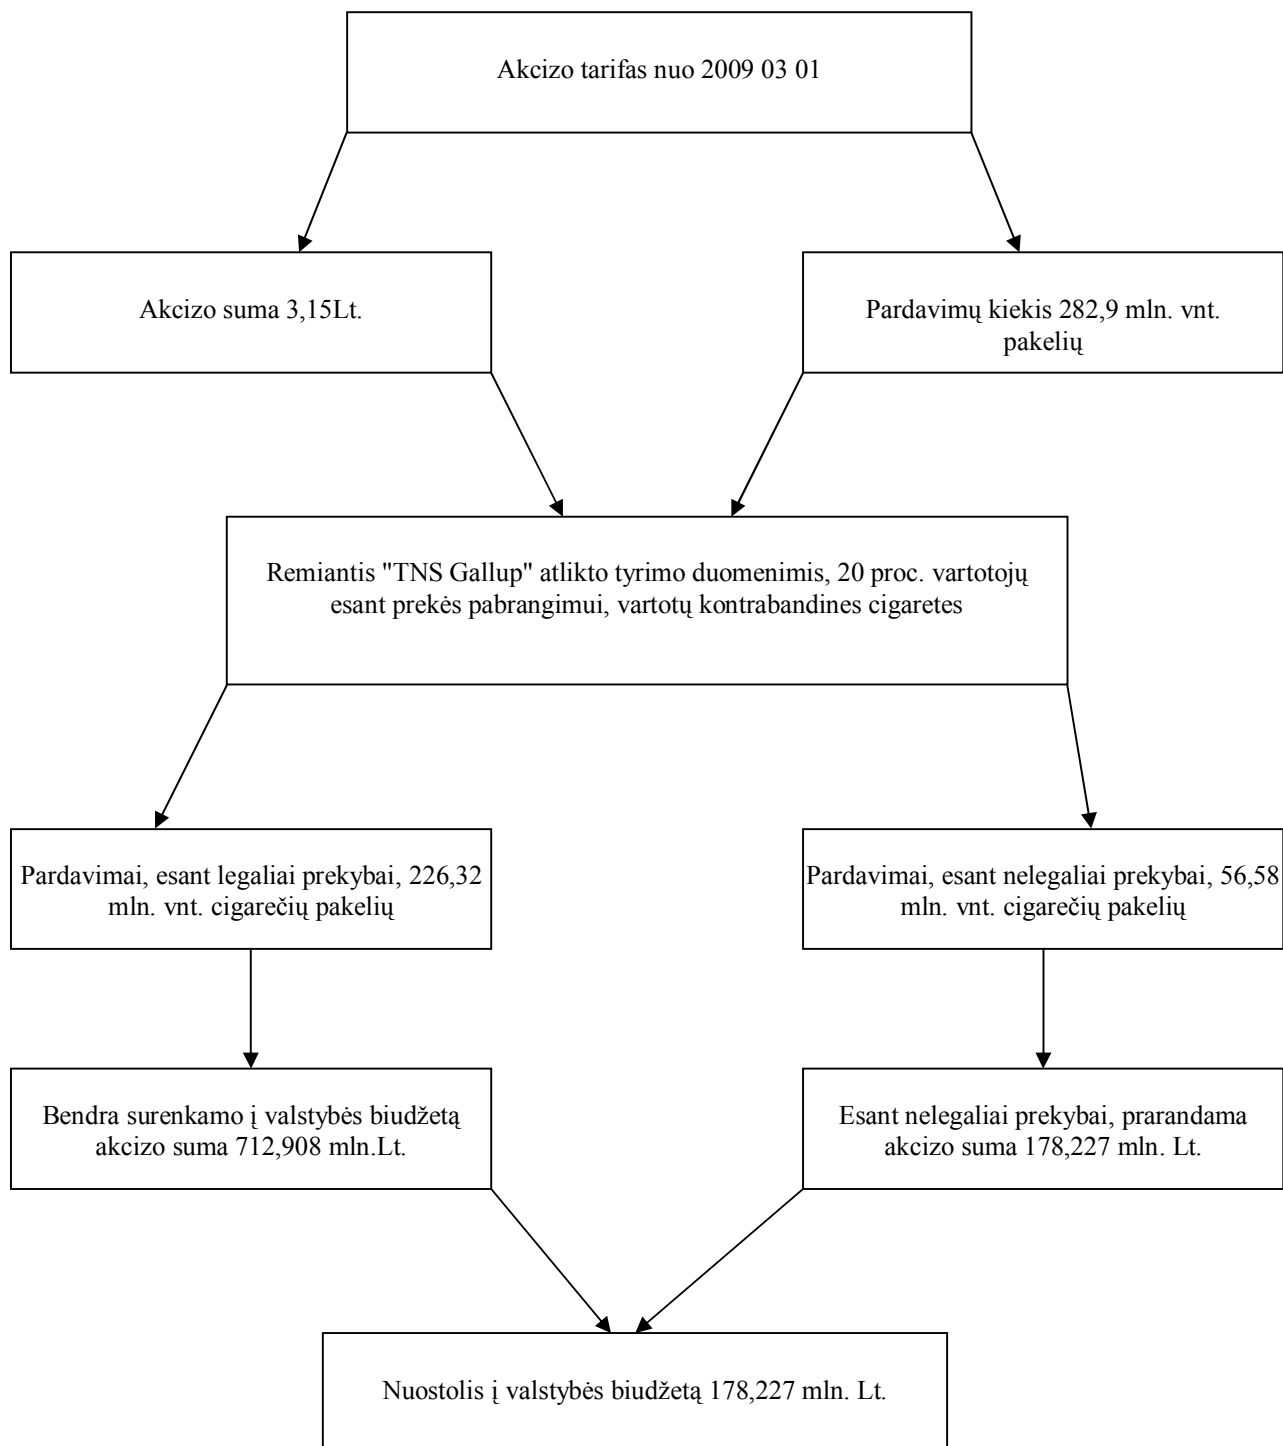 Akcizo tarifas nuo 2009 03 01
Akcizo suma 3,15Lt.
Pardavimų kiekis 282,9 mln. vnt.
pakelių
Remiantis "TNS Gallup" atlikto tyrimo duomenimis, 20 proc. vartotojų
esant prekės pabrangimui, vartotų kontrabandines cigaretes
Pardavimai, esant legaliai prekybai, 226,32
mln. vnt. cigarečių pakelių
Pardavimai, esant nelegaliai prekybai, 56,58
mln. vnt. cigarečių pakelių
Bendra surenkamo į valstybės biudžetą
akcizo suma 712,908 mln.Lt.
Esant nelegaliai prekybai, prarandama
akcizo suma 178,227 mln. Lt.
Nuostolis į valstybės biudžetą 178,227 mln. Lt.